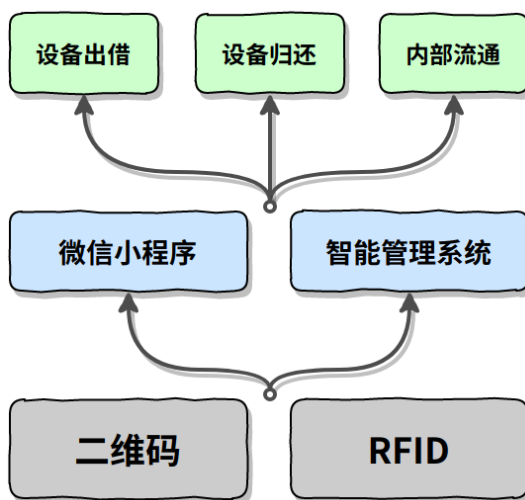 设备出借
设备归还
内部流通
微信小程序
智能管理系统
二维码
RFID